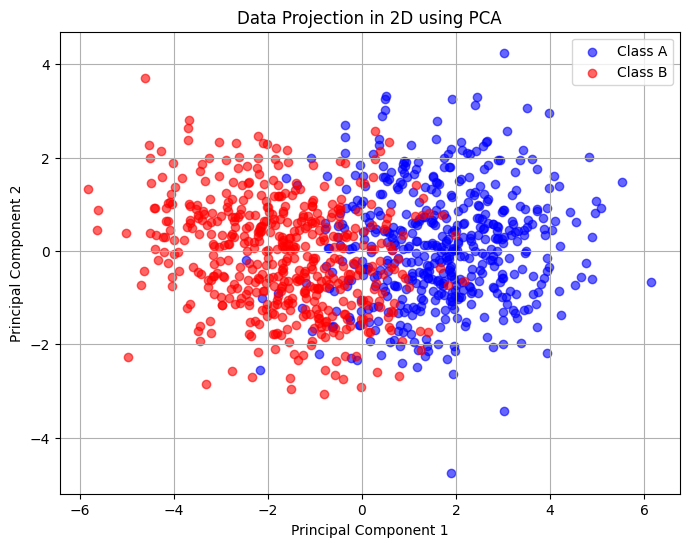 Data Projection in 2D using PCA
Class A
Class B
4
2
0
−2
−4
Principal Component 2
−6
−4
−2
0
2
4
6
Principal Component 1